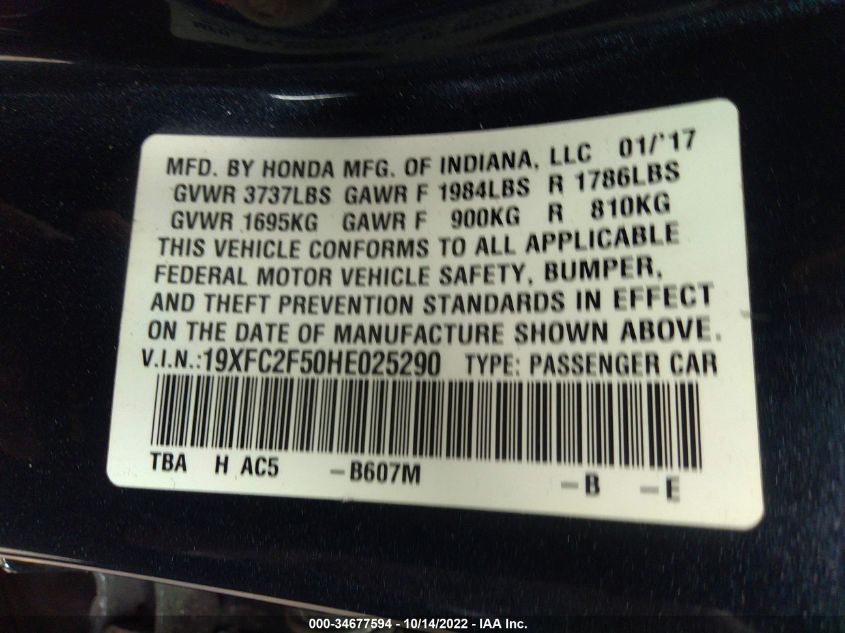 MFD. BY HONDA MFG. OF INDIANA, LLC 01/'17
GVWR 3737LBS GAWR F 1984LBS R 1786LBS
GVWR 1695KG GAWR F 900KG R 810KG
THIS VEHICLE CONFORMS TO ALL APPLICABLE
FEDERAL MOTOR VEHICLE SAFETY, BUMPER,
AND THEFT PREVENTION STANDARDS IN EFFECT
ON THE DATE OF MANUFACTURE SHOWN ABOVE.
V.I.N.:19XFC2F50HE025290 TYPE: PASSENGER CAR
TBA H AC5 -B607M -B -E
000-34677594 - 10/14/2022 - IAA Inc.